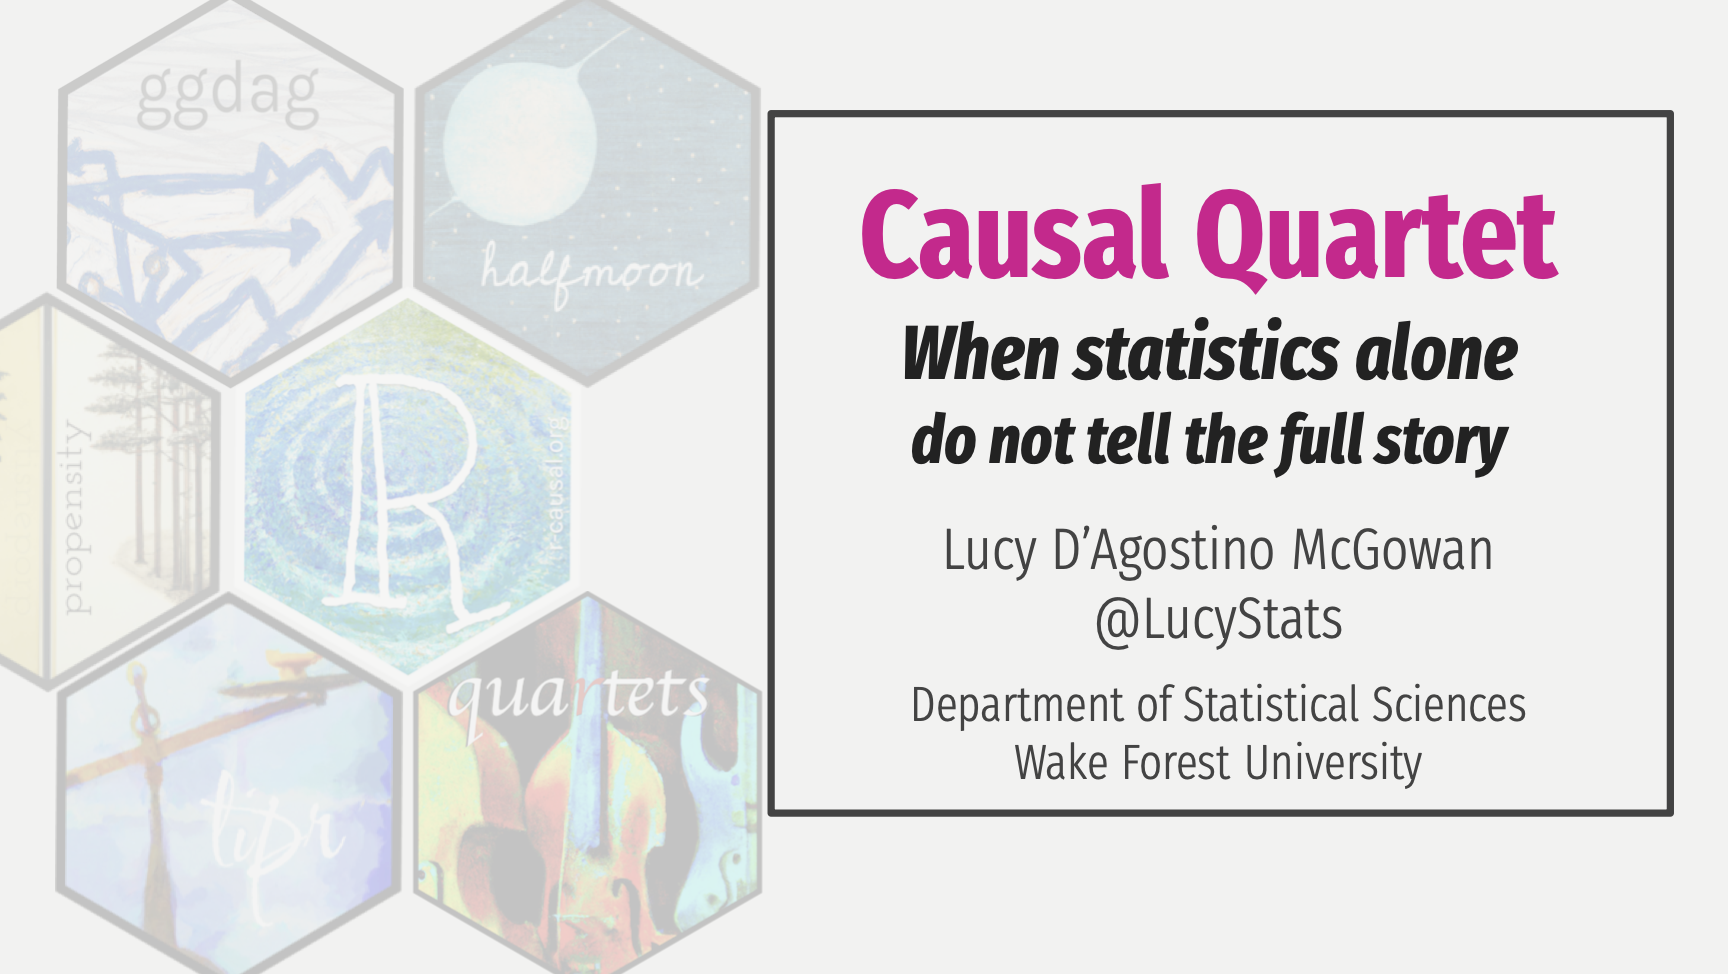 ggdag
halfmoon
propensity
R
r-causal.org
tipr
quartets
Causal Quartet
When statistics alone
do not tell the full story
Lucy D’Agostino McGowan
@LucyStats
Department of Statistical Sciences
Wake Forest University